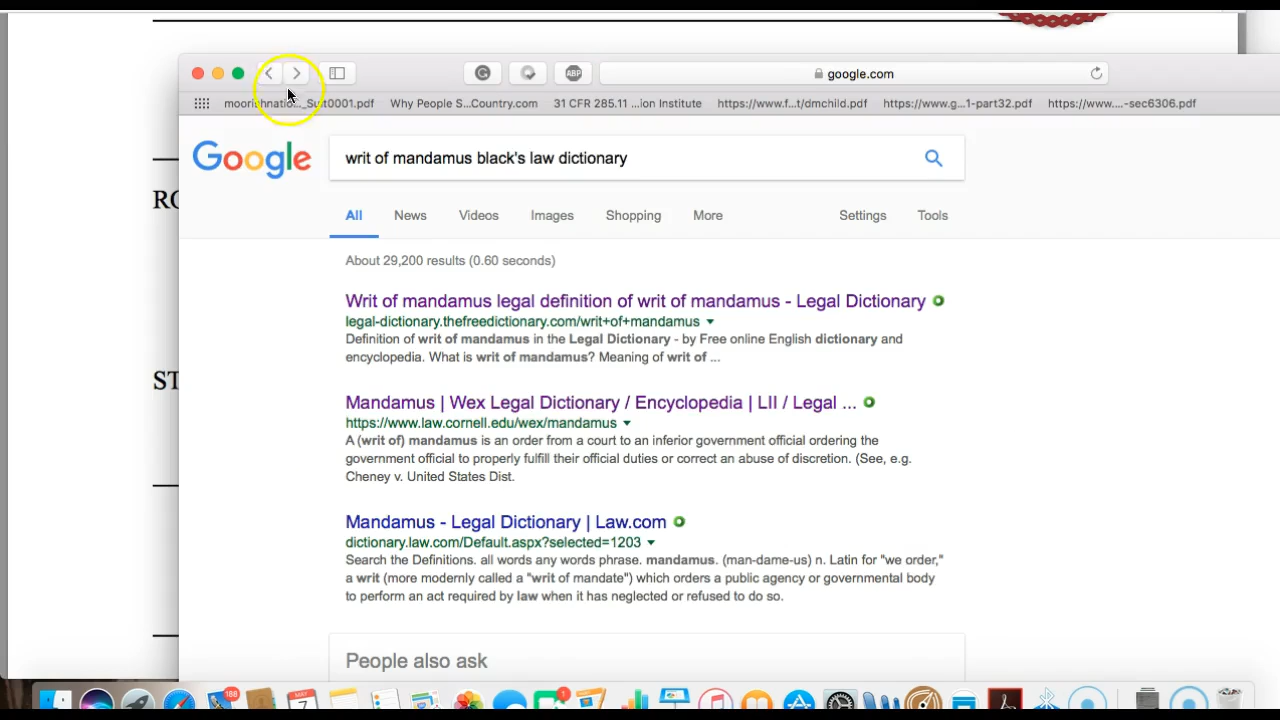 google.com
moorishnatio..._Suit0001.pdf Why People S...Country.com 31 CFR 285.11 ...ion Institute https://www.f...t/dmchild.pdf https://www.g...1-part32.pdf https://www....-sec6306.pdf
Google
writ of mandamus black's law dictionary
All News Videos Images Shopping More Settings Tools
About 29,200 results (0.60 seconds)
Writ of mandamus legal definition of writ of mandamus - Legal Dictionary
legal-dictionary.thefreedictionary.com/writ+of+mandamus
Definition of writ of mandamus in the Legal Dictionary - by Free online English dictionary and
encyclopedia. What is writ of mandamus? Meaning of writ of ...
Mandamus | Wex Legal Dictionary / Encyclopedia | LII / Legal ...
https://www.law.cornell.edu/wex/mandamus
A (writ of) mandamus is an order from a court to an inferior government official ordering the
government official to properly fulfill their official duties or correct an abuse of discretion. (See, e.g.
Cheney v. United States Dist.
Mandamus - Legal Dictionary | Law.com
dictionary.law.com/Default.aspx?selected=1203
Search the Definitions. all words any words phrase. mandamus. (man-dame-us) n. Latin for "we order,"
a writ (more modernly called a "writ of mandate") which orders a public agency or governmental body
to perform an act required by law when it has neglected or refused to do so.
People also ask
ABP
ST
188
MAY
7
1